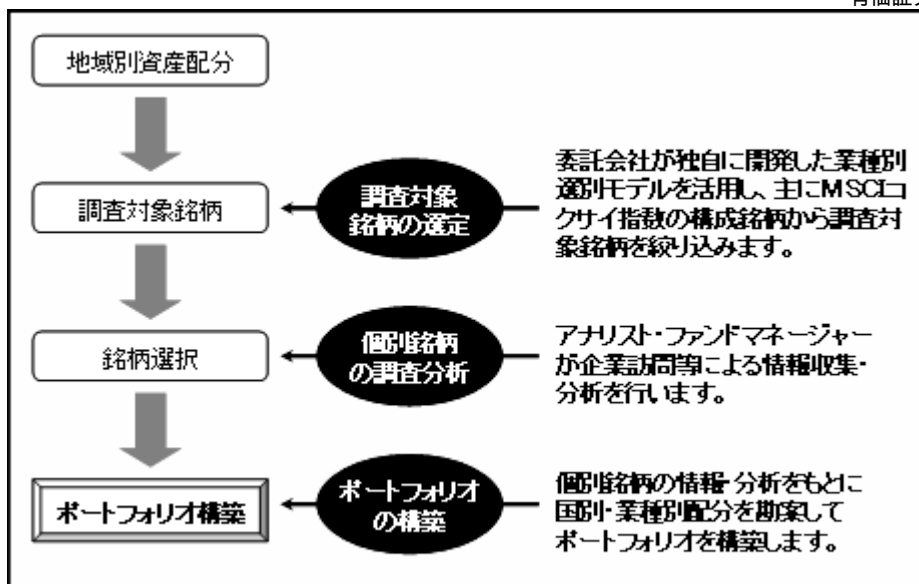 地域別資産配分
調査対象銘柄
調査対象
銘柄の選定
委託会社が独自に開発した業種別
選別モデルを活用し、主にMSCIコ
クサイ指数の構成銘柄から調査対
象銘柄を絞り込みます。
銘柄選択
個別銘柄
の調査分析
アナリスト・ファンドマネージャー
が企業訪問等による情報収集・
分析を行います。
ポートフォリオ構築
ポートフォリオ
の構築
個別銘柄の情報・分析をもとに
国別・業種別配分を勘案して
ポートフォリオを構築します。